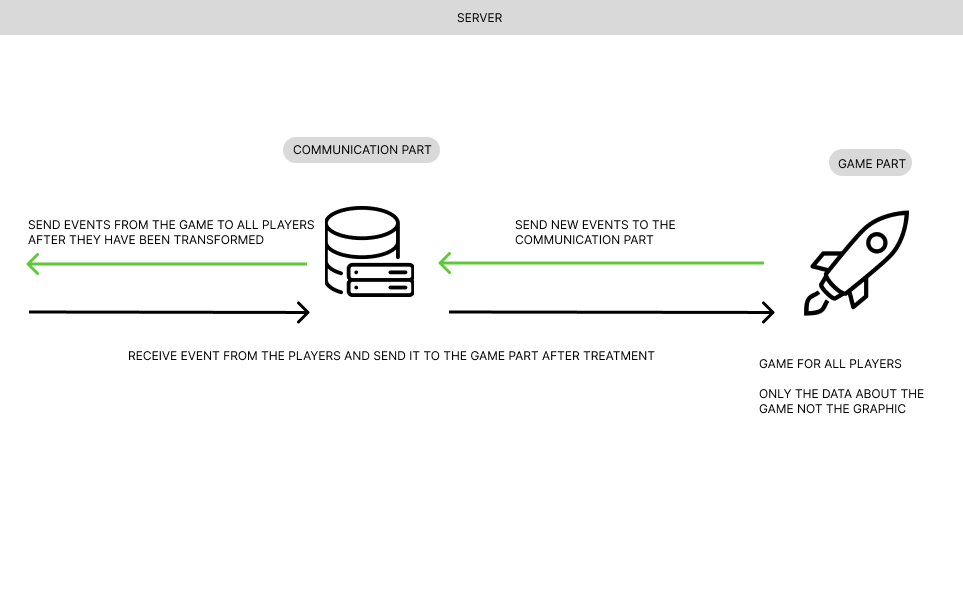 SERVER
COMMUNICATION PART
GAME PART
SEND EVENTS FROM THE GAME TO ALL PLAYERS
AFTER THEY HAVE BEEN TRANSFORMED
SEND NEW EVENTS TO THE
COMMUNICATION PART
RECEIVE EVENT FROM THE PLAYERS AND SEND IT TO THE GAME PART AFTER TREATMENT
GAME FOR ALL PLAYERS
ONLY THE DATA ABOUT THE
GAME NOT THE GRAPHIC